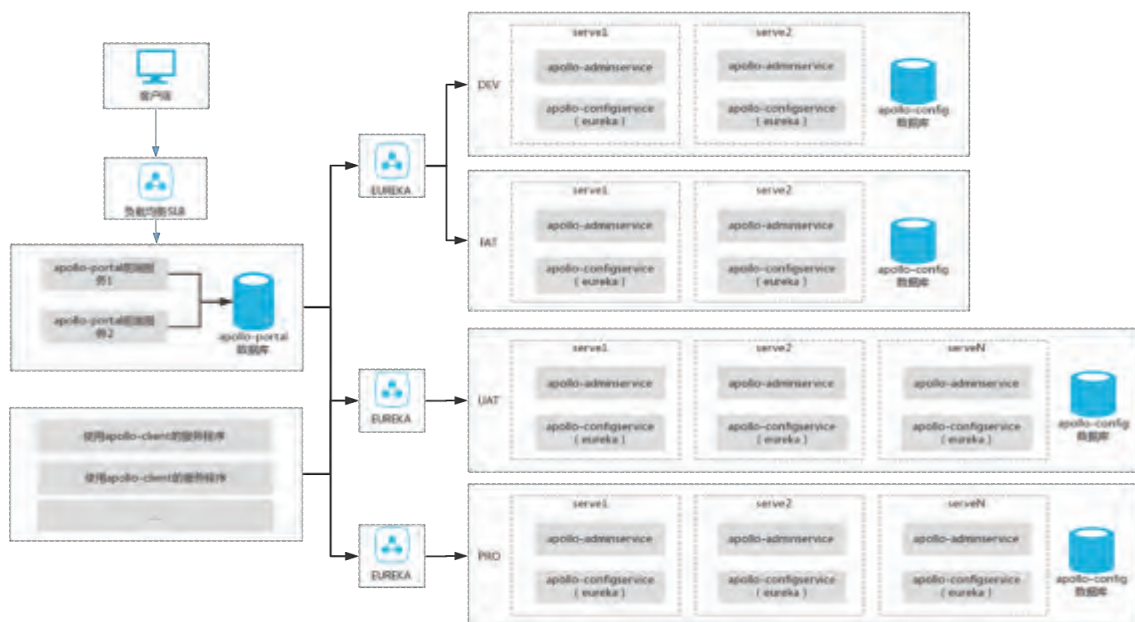 客户端
负载均衡SLB
apollo-portal前端服
务1
apollo-portal前端服
务2
apollo-portal
数据库
使用apollo-client的服务程序
使用apollo-client的服务程序
...
EUREKA
EUREKA
EUREKA
DEV
serve1
apollo-adminservice
apollo-configservice
( eureka )
serve2
apollo-adminservice
apollo-configservice
( eureka )
apollo-config
数据库
FAT
serve1
apollo-adminservice
apollo-configservice
( eureka )
serve2
apollo-adminservice
apollo-configservice
( eureka )
apollo-config
数据库
UAT
serve1
apollo-adminservice
apollo-configservice
( eureka )
serve2
apollo-adminservice
apollo-configservice
( eureka )
serveN
apollo-adminservice
apollo-configservice
( eureka )
apollo-config
数据库
PRO
serve1
apollo-adminservice
apollo-configservice
( eureka )
serve2
apollo-adminservice
apollo-configservice
( eureka )
serveN
apollo-adminservice
apollo-configservice
( eureka )
apollo-config
数据库